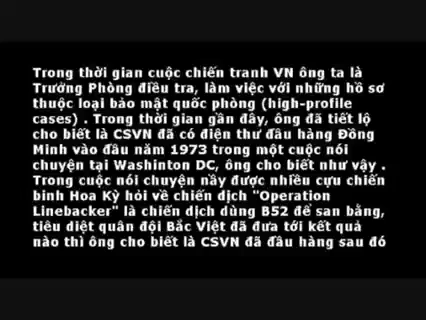 Trong thời gian cuộc chiến tranh VN ông ta là
Trưởng Phòng điều tra, làm việc với những hồ sơ
thuộc loại bảo mật quốc phòng (high-profile
cases) . Trong thời gian gần đây, ông đã tiết lộ
cho biết là CSVN đã có điện thư đầu hàng Đồng
Minh vào đầu năm 1973 trong một cuộc nói
chuyện tại Washinton DC, ông cho biết như vậy .
Trong cuộc nói chuyện nầy được nhiều cựu chiến
binh Hoa Kỳ hỏi về chiến dịch "Operation
Linebacker" là chiến dịch dùng B52 để san bằng,
tiêu diệt quân đội Bắc Việt đã đưa tới kết quả
nào thì ông cho biết là CSVN đã đầu hàng sau đó